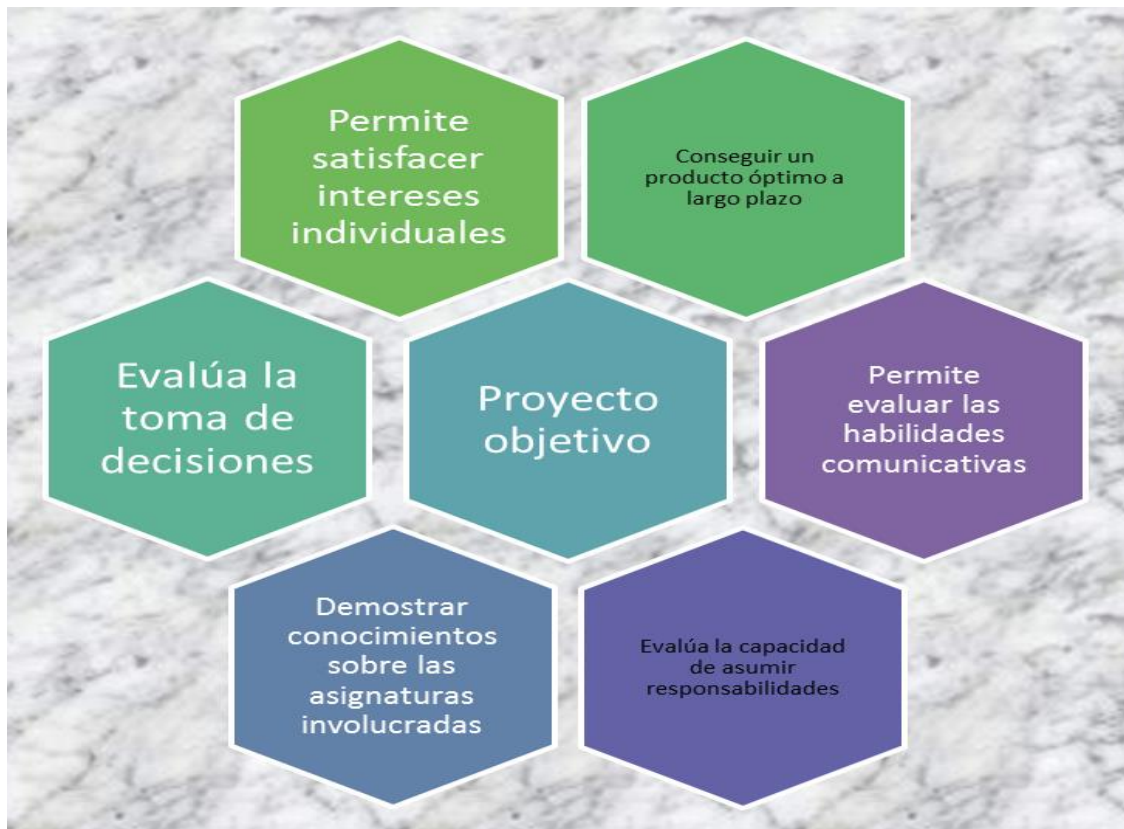 Permite
satisfacer
intereses
individuales
Conseguir un
producto óptimo a
largo plazo
Evalúa la
toma de
decisiones
Proyecto
objetivo
Permite
evaluar las
habilidades
comunicativas
Demostrar
conocimientos
sobre las
asignaturas
involucradas
Evalúa la capacidad
de asumir
responsabilidades